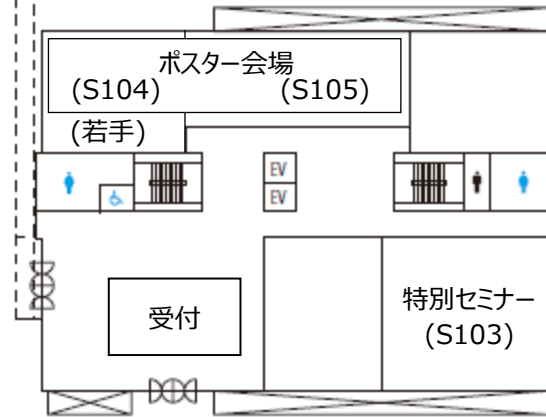 ポスター会場
(S104) (S105)
(若手)
EV
EV
受付
特別セミナー
(S103)